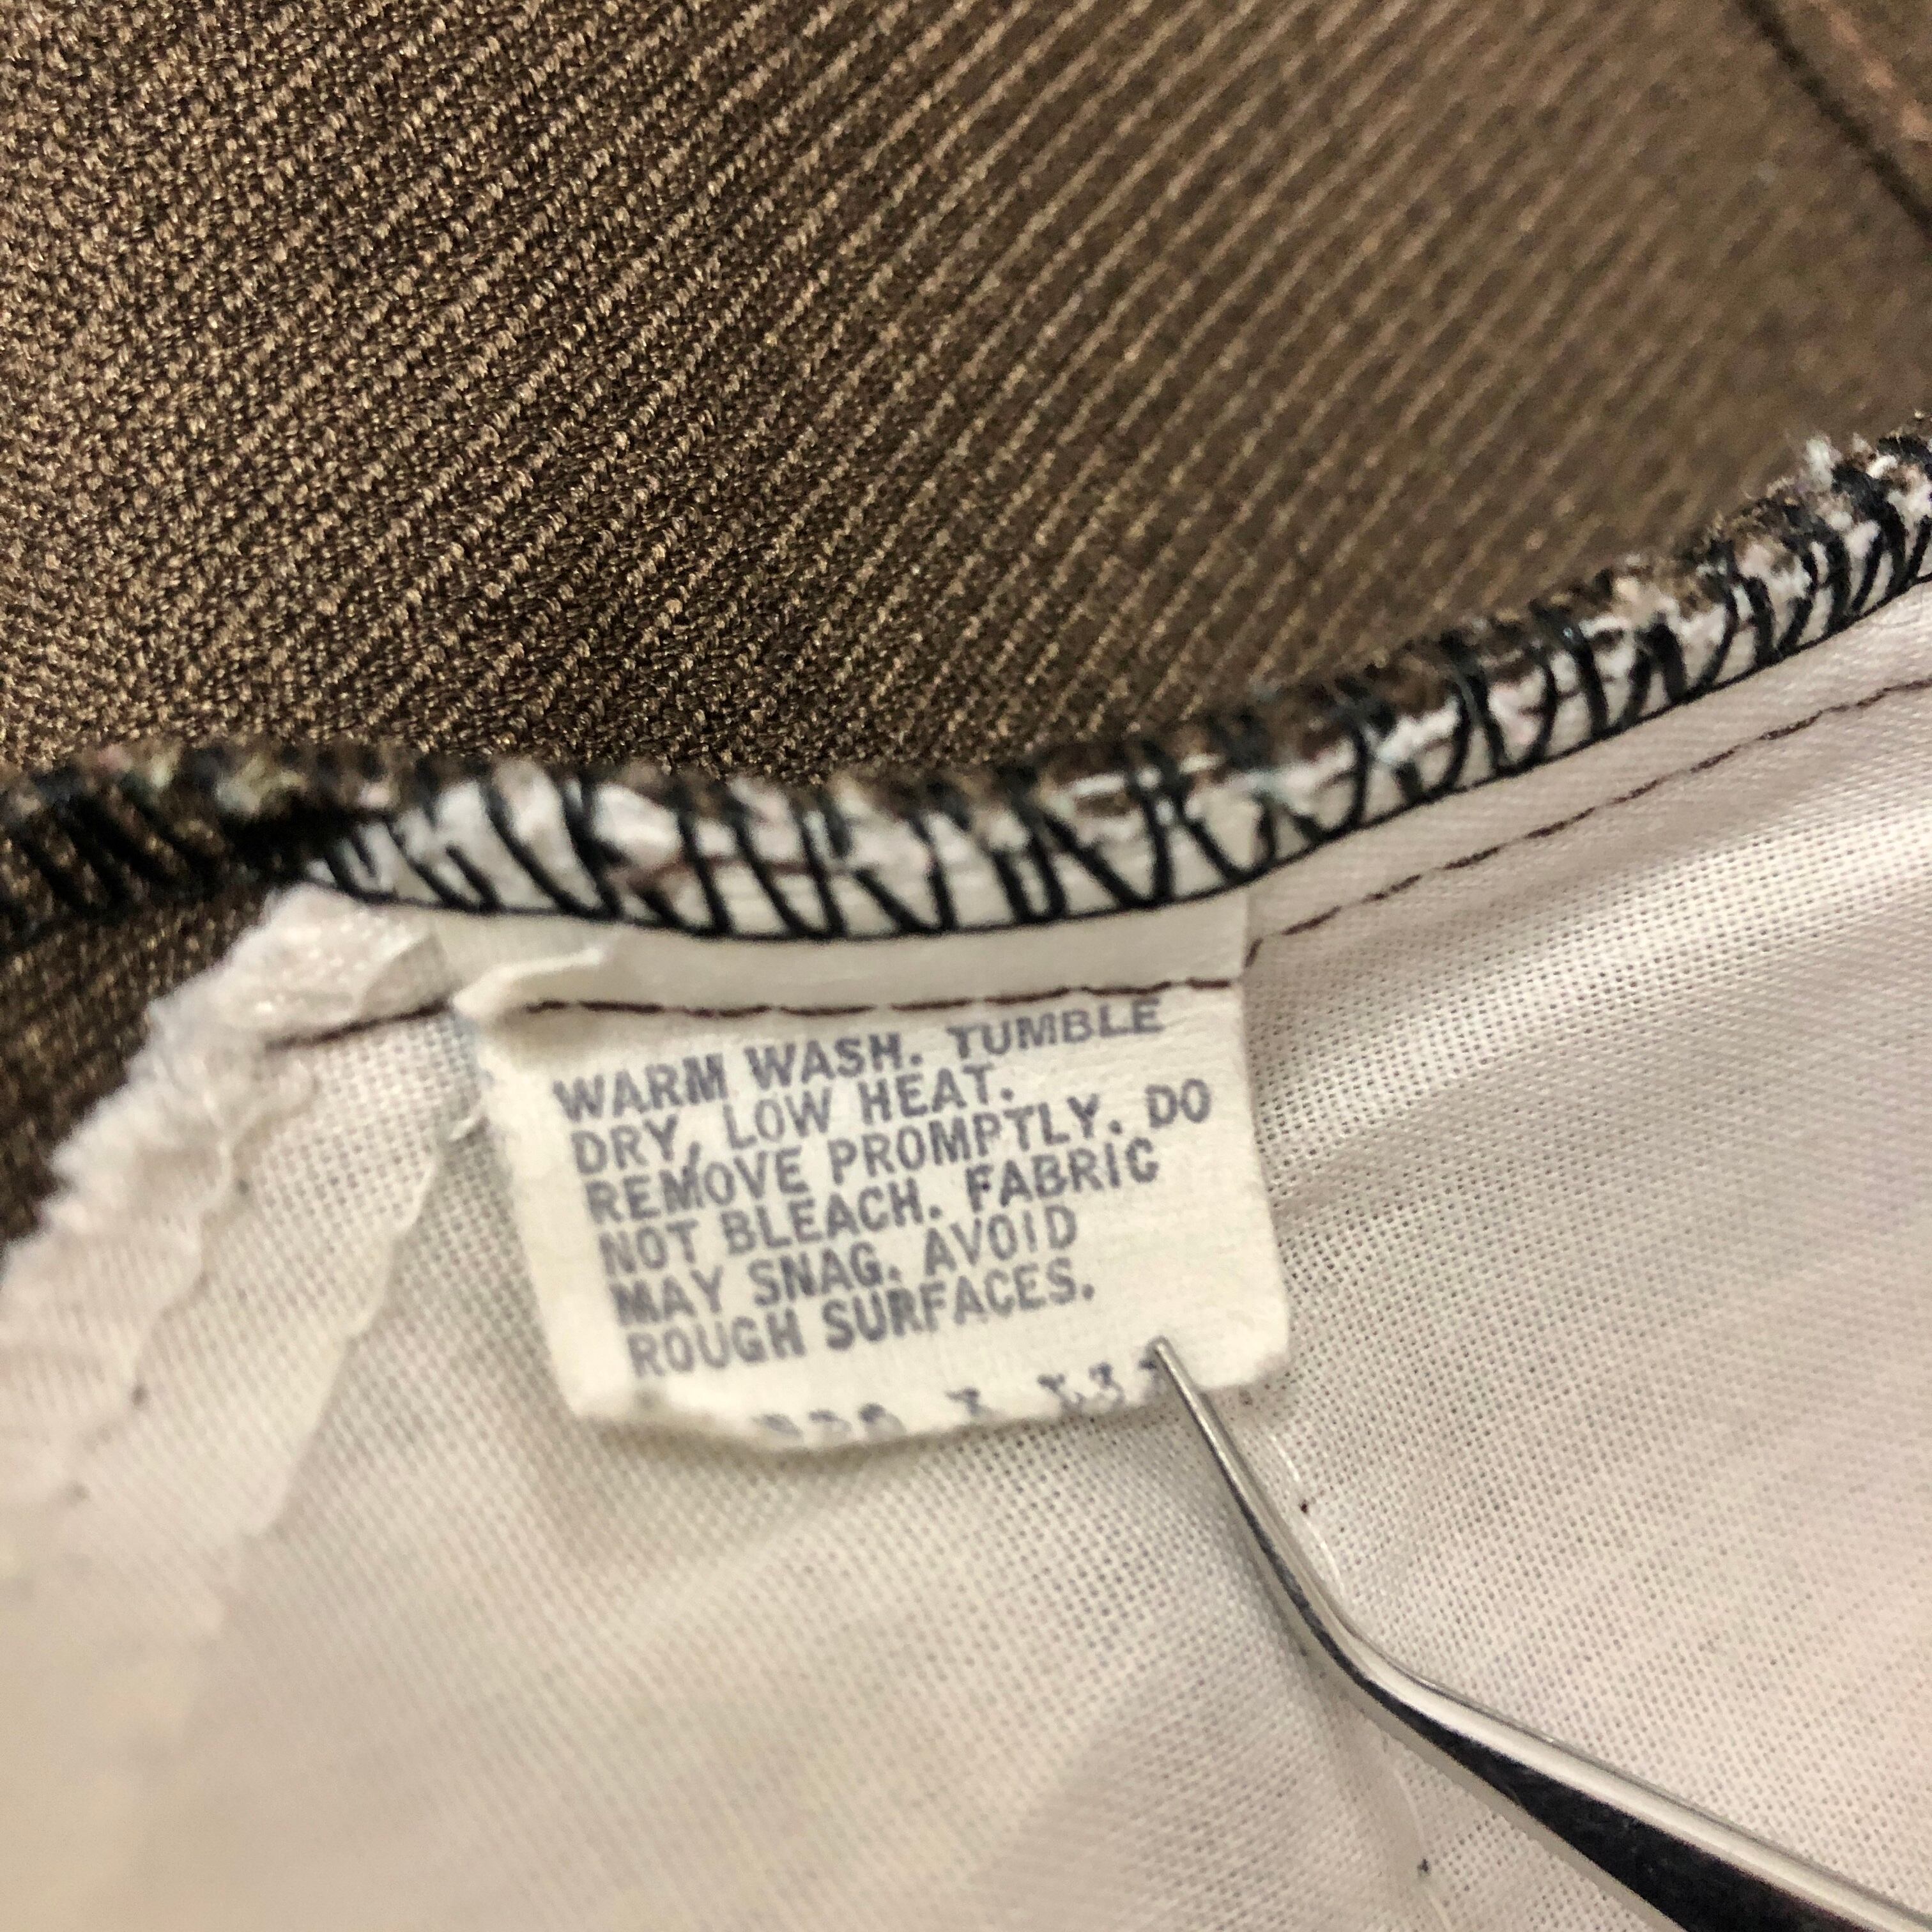 WARM WASH. TUMBLE
DRY, LOW HEAT.
REMOVE PROMPTLY. DO
NOT BLEACH. FABRIC
MAY SNAG. AVOID
ROUGH SURFACES.